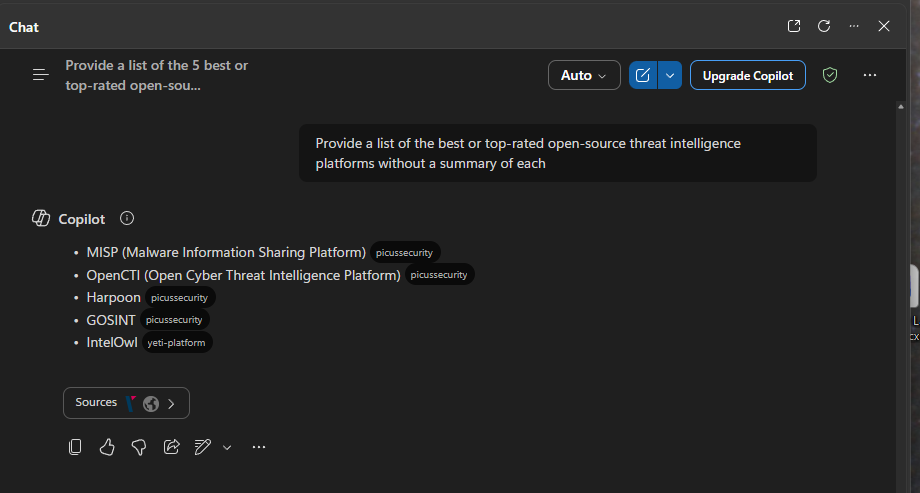 Chat
Provide a list of the 5 best or
top-rated open-sou...
Auto
Upgrade Copilot
Provide a list of the best or top-rated open-source threat intelligence
platforms without a summary of each
Copilot
• MISP (Malware Information Sharing Platform) picussecurity
• OpenCTI (Open Cyber Threat Intelligence Platform) picussecurity
• Harpoon picussecurity
• GOSINT picussecurity
• IntelOwl yeti-platform
Sources
L
cx